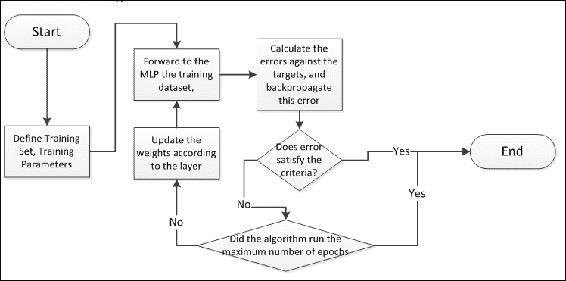 Start
Define Training
Set, Training
Parameters
Forward to the
MLP the training
dataset,
Calculate the
errors against the
targets, and
backpropagate
this error
Update the
weights according
to the layer
Does error
satisfy the
criteria?
Yes
End
No
Yes
No
Did the algorithm run the
maximum number of epochs